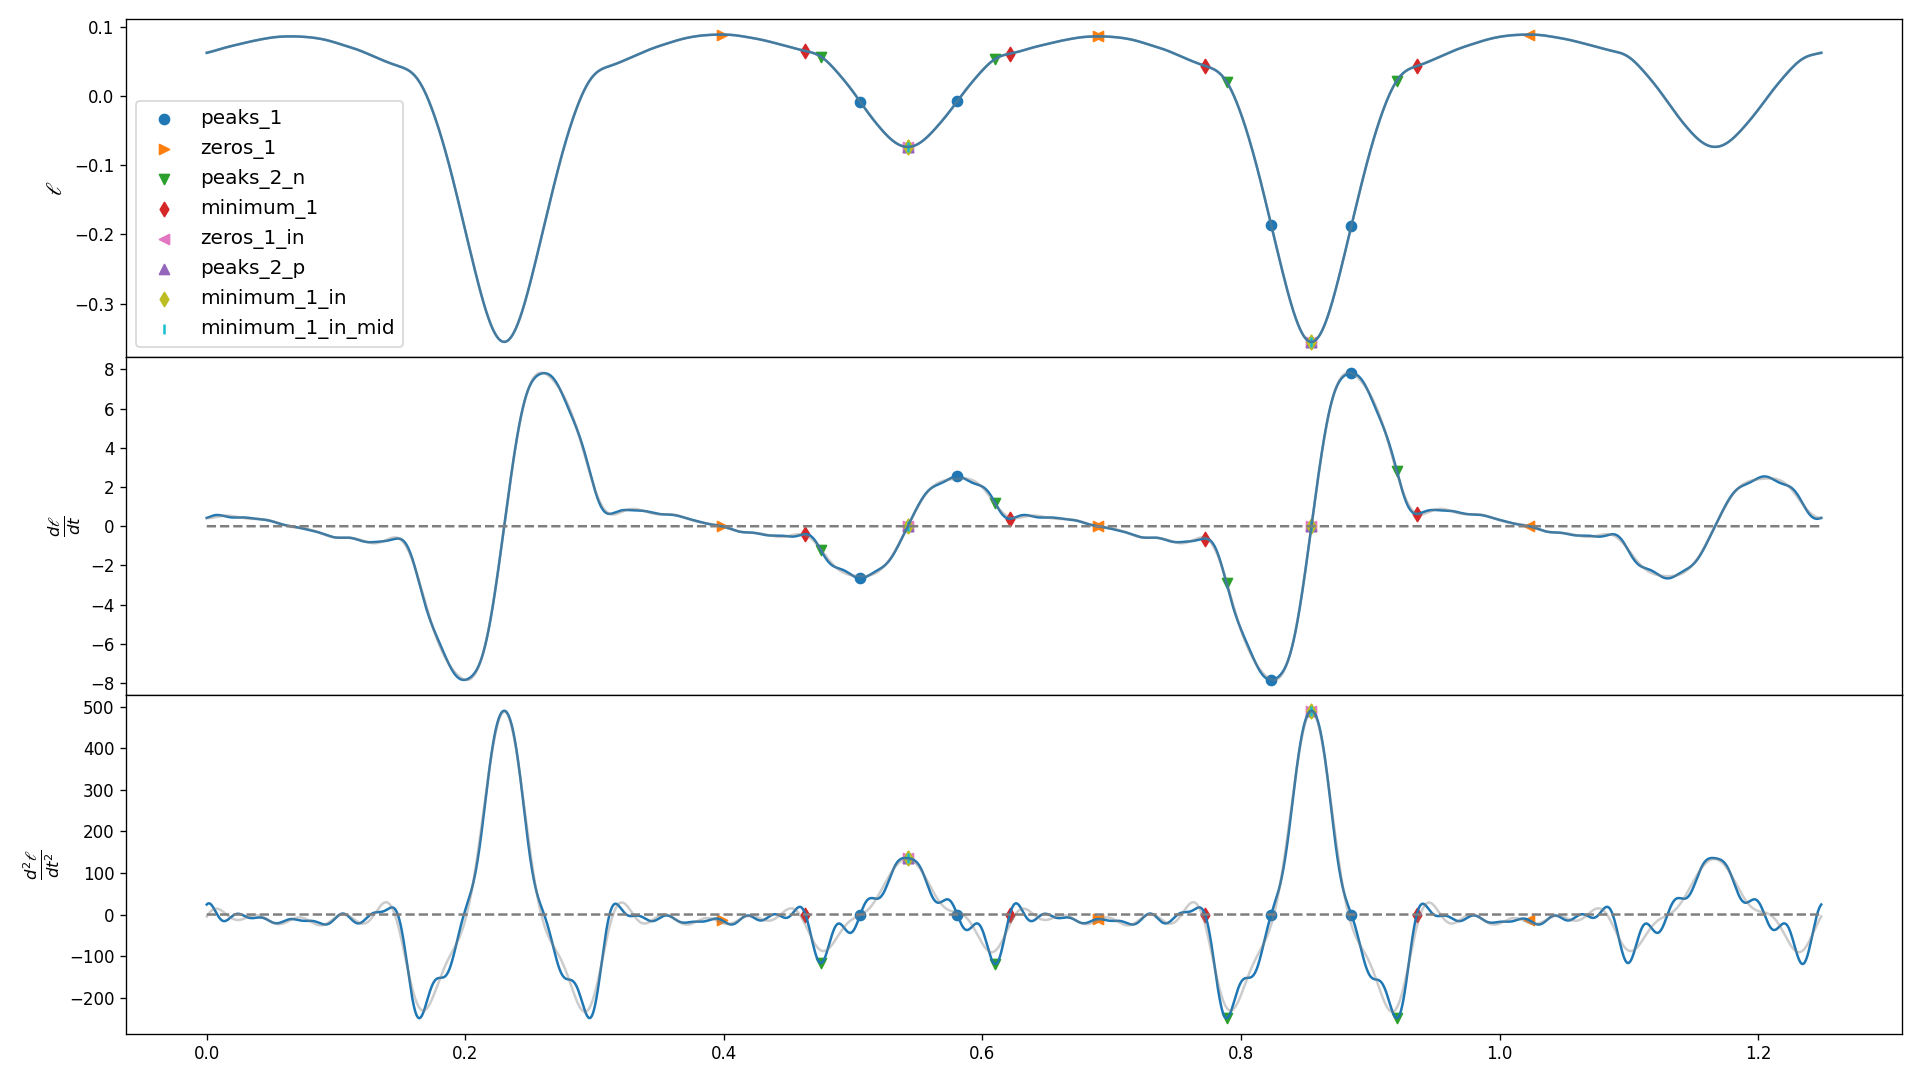 0.1
0.0
−0.1
−0.2
−0.3
ℓ
peaks_1
zeros_1
peaks_2_n
minimum_1
zeros_1_in
peaks_2_p
minimum_1_in
minimum_1_in_mid
8
6
4
2
0
−2
−4
−6
−8
dℓ
dt
500
400
300
200
100
0
−100
−200
d²ℓ
dt²
0.0 0.2 0.4 0.6 0.8 1.0 1.2